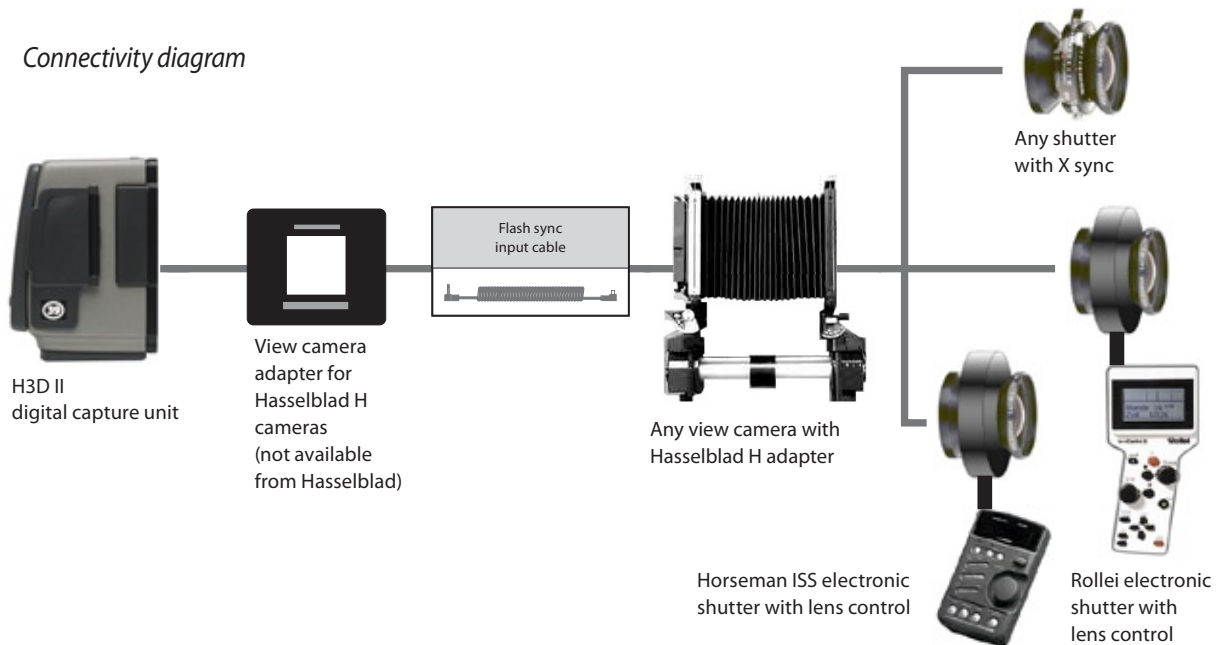 Connectivity diagram
H3D II
digital capture unit
View camera
adapter for
Hasselblad H
cameras
(not available
from Hasselblad)
Flash sync
input cable
Any view camera with
Hasselblad H adapter
Any shutter
with X sync
Horseman ISS electronic
shutter with lens control
Rollei electronic
shutter with
lens control
39
Rollei